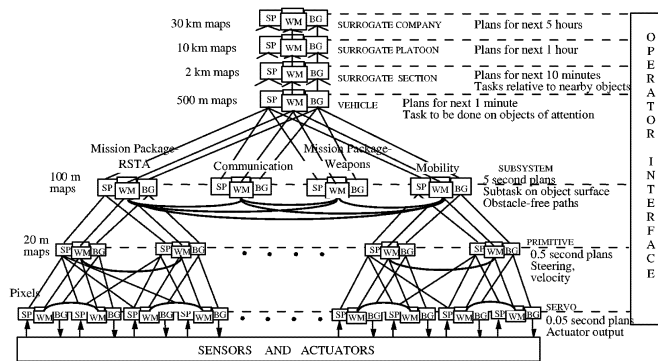 30 km maps SP WM BG SURROGATE COMPANY Plans for next 5 hours
10 km maps SP WM BG SURROGATE PLATOON Plans for next 1 hour
2 km maps SP WM BG SURROGATE SECTION Plans for next 10 minutes
Tasks relative to nearby objects
500 m maps SP WM BG VEHICLE Plans for next 1 minute
Task to be done on objects of attention
Mission Package-
RSTA
Communication
Mission Package-
Weapons
Mobility
SUBSYSTEM
100 m
maps
SP WM BG SP WM BG SP WM BG SP WM BG
5 second plans
Subtask on object surface
Obstacle-free paths
20 m
maps
SP WM BG SP WM BG SP WM BG SP WM BG
PRIMITIVE
0.5 second plans
Steering,
velocity
Pixels
SP WM BG SP WM BG SP WM BG SP WM BG SP WM BG SP WM BG SP WM BG SP WM BG
SERVO
0.05 second plans
Actuator output
SENSORS AND ACTUATORS
OPERATOR INTERFACE